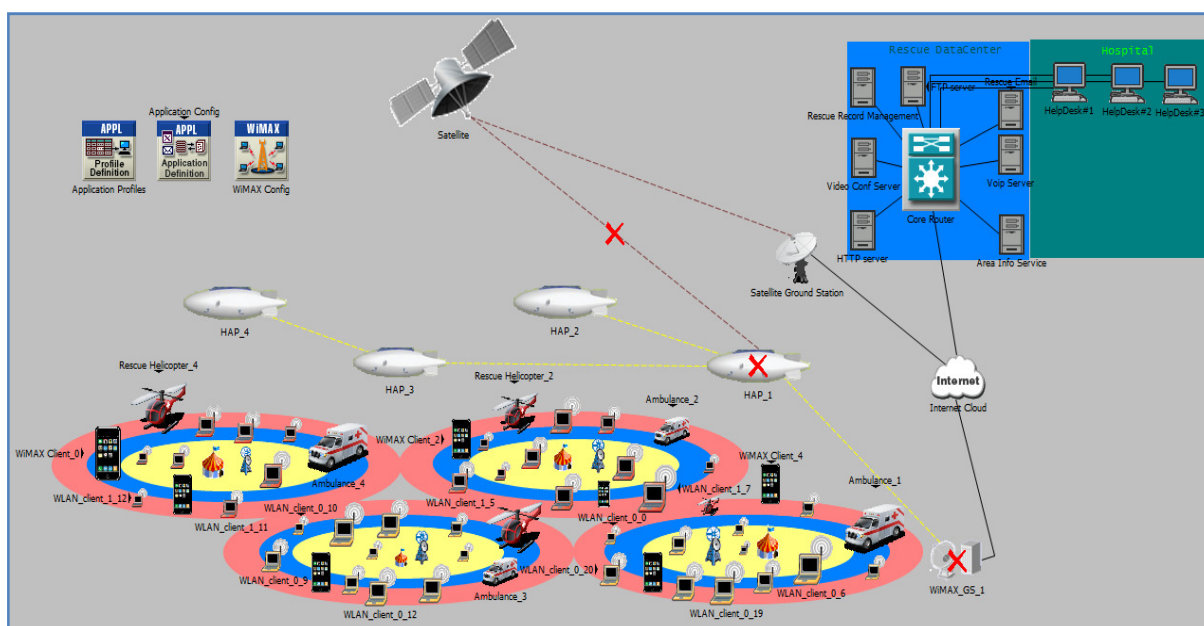 Rescue DataCenter
Hospital
Rescue Record Management
FTP server
Rescue Email
HelpDesk#1
HelpDesk#2
HelpDesk#3
Satellite
Application Config
APPL
Profile
Definition
Application Profiles
APPL
Application
Definition
WiMAX
WiMAX Config
Video Conf Server
Core Router
Voip Server
HTTP server
Area Info Service
Satellite Ground Station
HAP_4
HAP_2
HAP_3
HAP_1
Internet
Internet Cloud
Rescue Helicopter_4
Rescue Helicopter_2
Ambulance_2
WiMAX Client_0
WiMAX Client_2
WiMAX Client_4
Ambulance_4
Ambulance_1
WLAN_client_1_12
WLAN_client_0_10
WLAN_client_1_5
WLAN_client_1_7
WLAN_client_1_11
WLAN_client_0_0
WLAN_client_0_9
WLAN_client_0_20
Ambulance_3
WLAN_client_0_6
WiMAX_GS_1
WLAN_client_0_12
WLAN_client_0_19